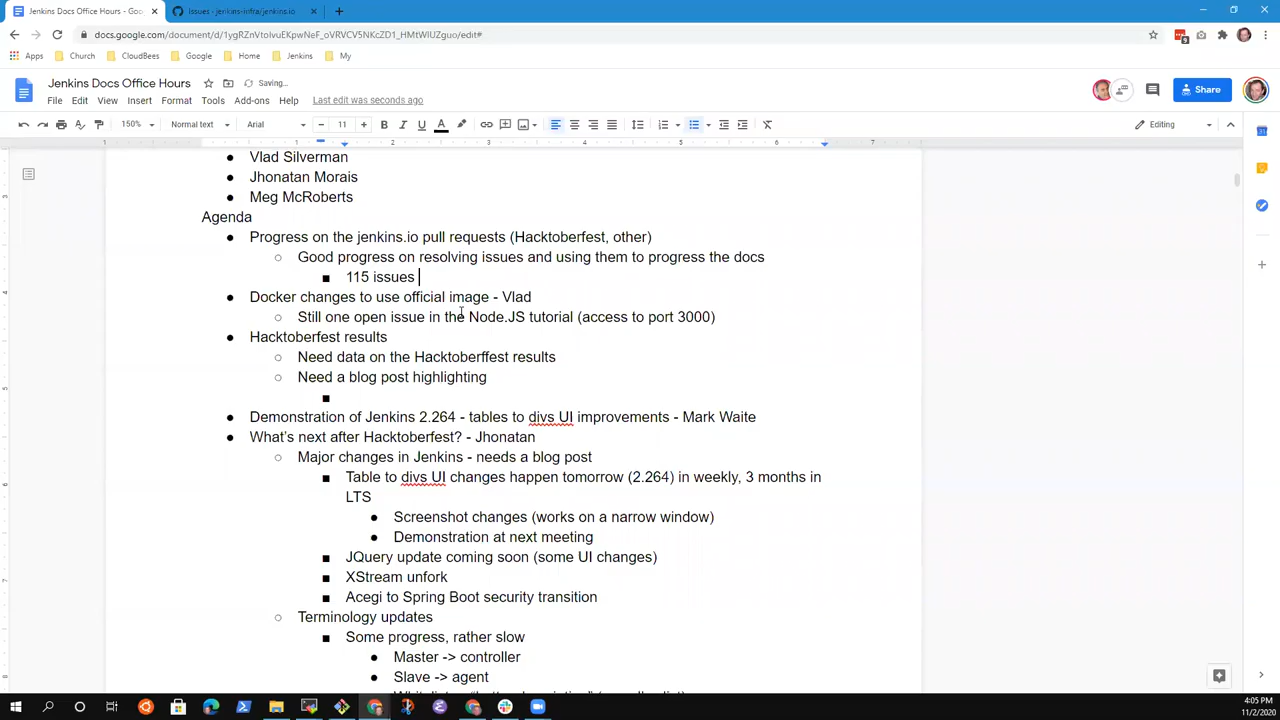 Jenkins Docs Office Hours - Goo
Issues · jenkins-infra/jenkins.io
docs.google.com/document/d/1ygRZnVtoIvuEKpwNeF_oVRVCV5NKcZD1_HMtWIUZguo/edit#
Apps Church CloudBees Google Home Jenkins My
Jenkins Docs Office Hours Saving...
File Edit View Insert Format Tools Add-ons Help Last edit was seconds ago
Share
150% Normal text Arial 11 Editing
1 1 2 3 4 5 6 7
Vlad Silverman
Jhonatan Morais
Meg McRoberts
Agenda
Progress on the jenkins.io pull requests (Hacktoberfest, other)
Good progress on resolving issues and using them to progress the docs
115 issues
Docker changes to use official image - Vlad
Still one open issue in the Node.JS tutorial (access to port 3000)
Hacktoberfest results
Need data on the Hacktoberffest results
Need a blog post highlighting
Demonstration of Jenkins 2.264 - tables to divs UI improvements - Mark Waite
What's next after Hacktoberfest? - Jhonatan
Major changes in Jenkins - needs a blog post
Table to divs UI changes happen tomorrow (2.264) in weekly, 3 months in
LTS
Screenshot changes (works on a narrow window)
Demonstration at next meeting
JQuery update coming soon (some UI changes)
XStream unfork
Acegi to Spring Boot security transition
Terminology updates
Some progress, rather slow
Master -> controller
Slave -> agent
4:05 PM
11/2/2020